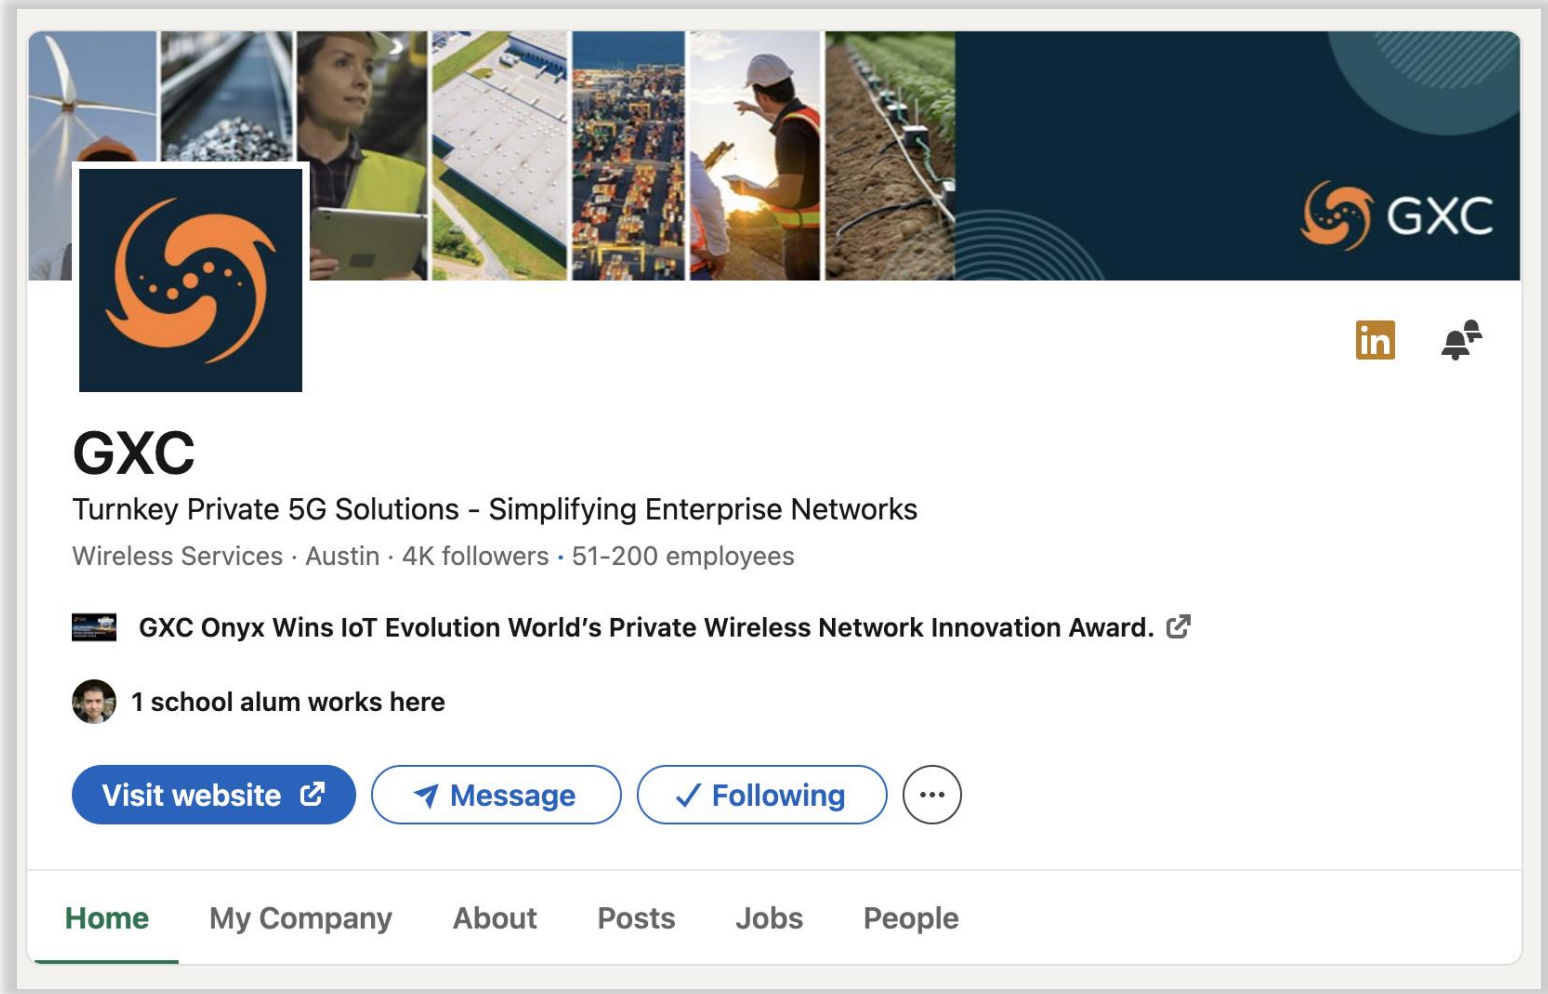 GXC
in
GXC
Turnkey Private 5G Solutions - Simplifying Enterprise Networks
Wireless Services · Austin · 4K followers · 51-200 employees
GXC Onyx Wins IoT Evolution World's Private Wireless Network Innovation Award.
1 school alum works here
Visit website
Message
Following
Home
My Company
About
Posts
Jobs
People